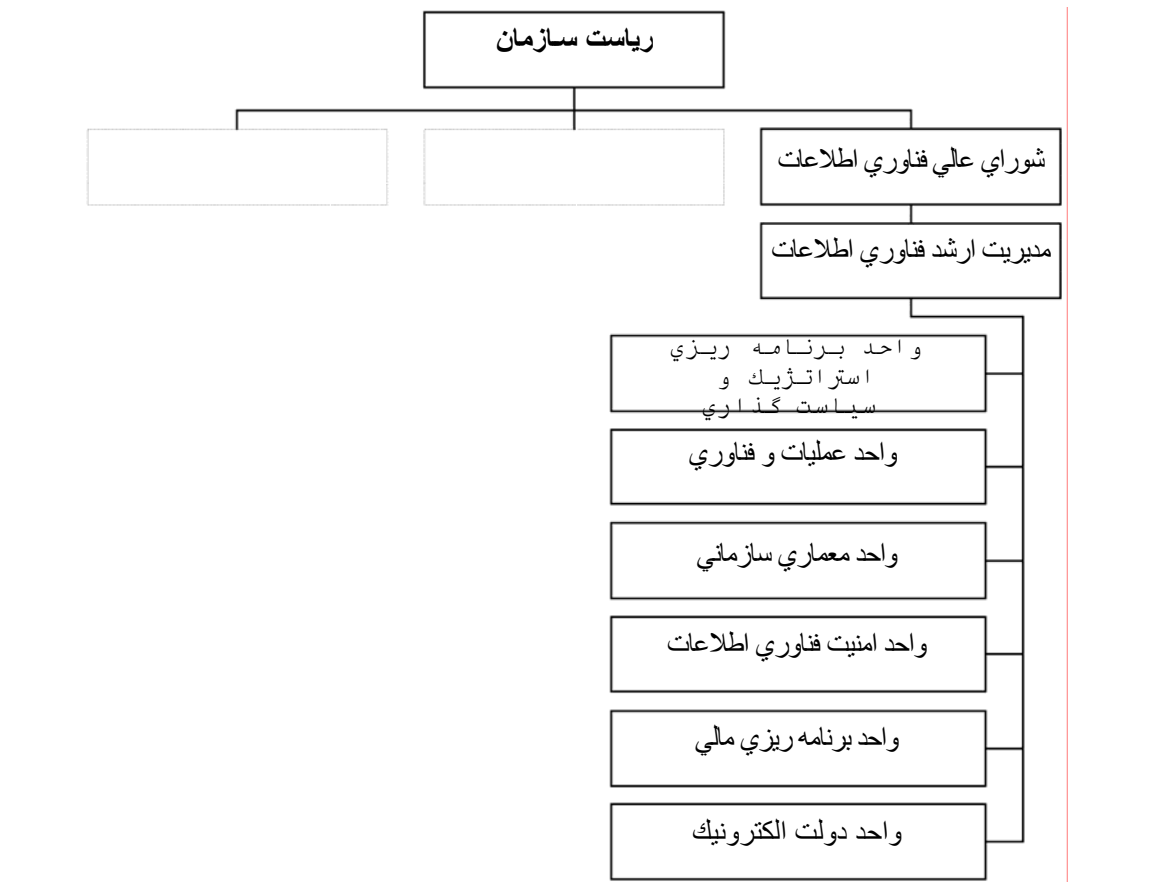 رياست سـازمان
شوراي عالي فناوري اطلاعات
مديريت ارشد فناوري اطلاعات
واحد برنامه ريزي
استراتژيك و
سياست گذاري
واحد عمليات و فناوري
واحد معماري سازماني
واحد امنيت فناوري اطلاعات
واحد برنامه ريزي مالي
واحد دولت الكترونيك